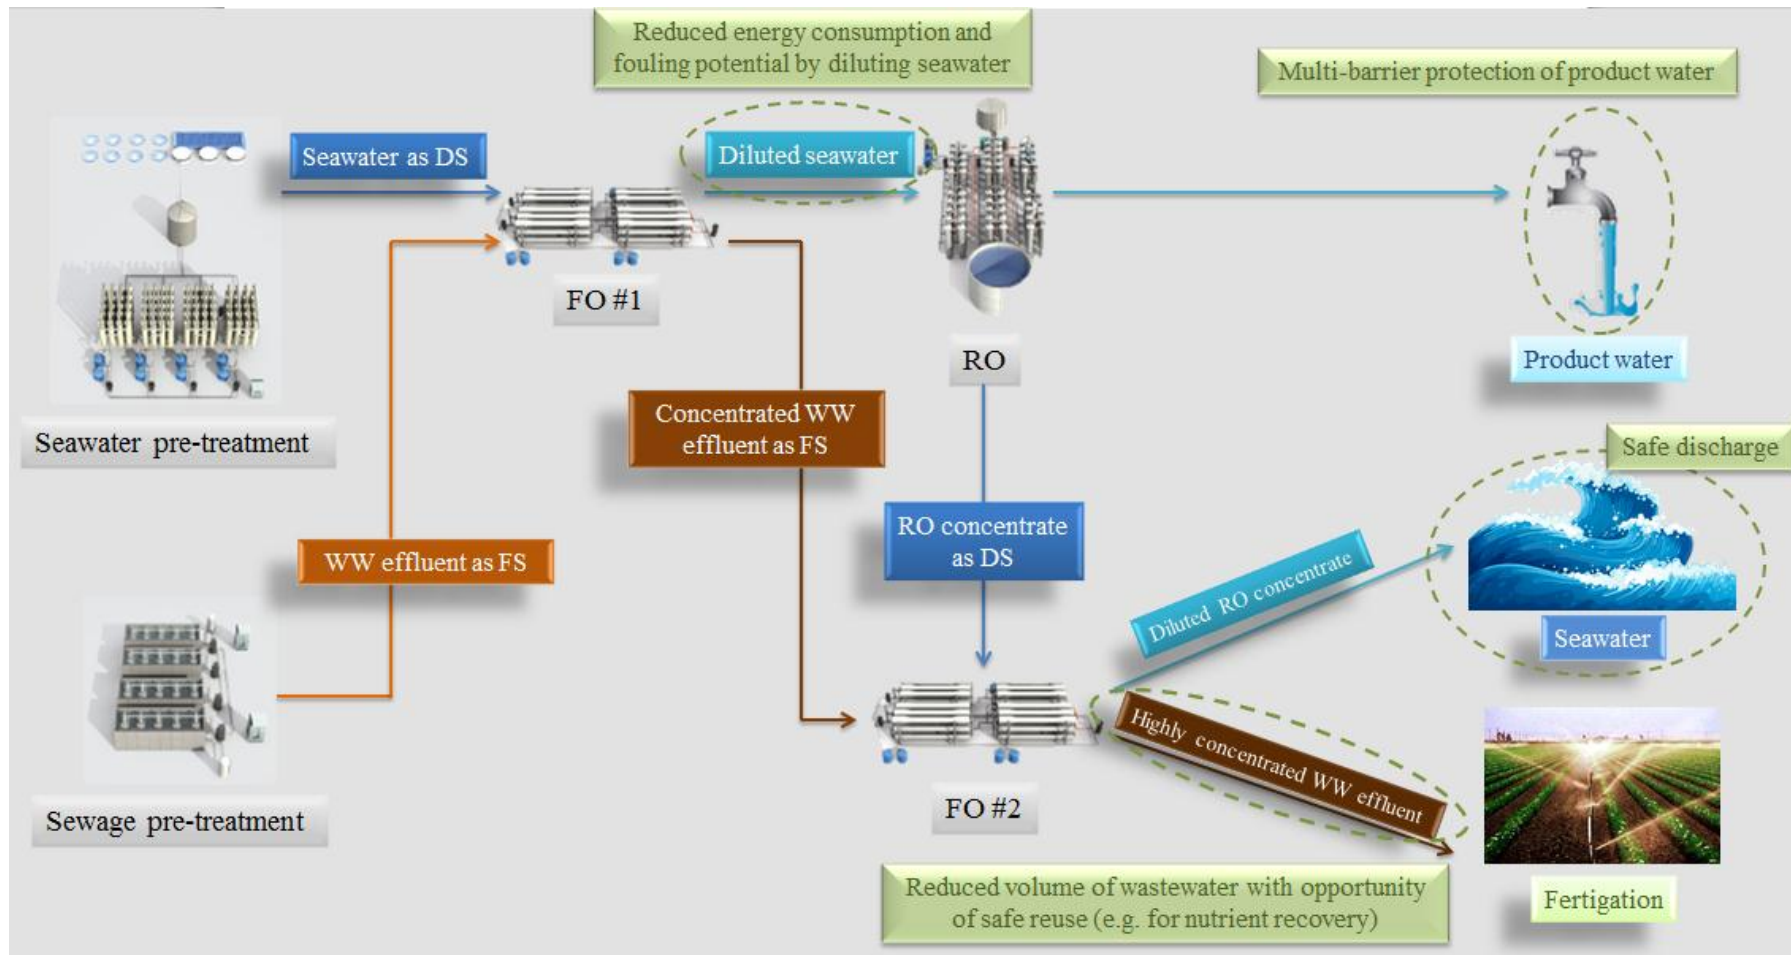 Reduced energy consumption and
fouling potential by diluting seawater
Multi-barrier protection of product water
Seawater as DS
Diluted seawater
FO #1
RO
Product water
Seawater pre-treatment
Concentrated WW
effluent as FS
Safe discharge
RO concentrate
as DS
WW effluent as FS
Diluted RO concentrate
Seawater
Highly concentrated WW effluent
Sewage pre-treatment
FO #2
Reduced volume of wastewater with opportunity
of safe reuse (e.g. for nutrient recovery)
Fertigation